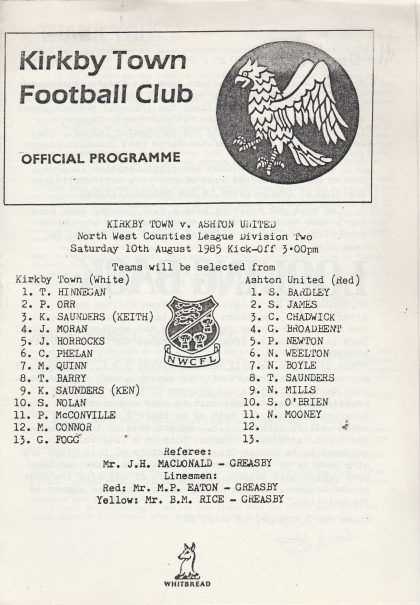 Kirkby Town
Football Club
OFFICIAL PROGRAMME
KIRKBY TOWN v. ASHTON UNITED
North West Counties League Division Two
Saturday 10th August 1985 Kick-Off 3·00pm
Teams will be selected from
Kirkby Town (White)
1. T. HINNEGAN
2. P. ORR
3. K. SAUNDERS (KEITH)
4. J. MORAN
5. J. HORROCKS
6. C. PHELAN
7. M. QUINN
8. T. BARRY
9. K. SAUNDERS (KEN)
10. S. NOLAN
11. P. McCONVILLE
12. M. CONNOR
13. G. FOGG
NWCFL
Ashton United (Red)
1. S. BARDLEY
2. S. JAMES
3. C. CHADWICK
4. G. BROADBENT
5. P. NEWTON
6. N. WEELTON
7. N. BOYLE
8. T. SAUNDERS
9. N. MILLS
10. S. O'BRIEN
11. N. MOONEY
12.
13.
Referee:
Mr. J.H. MACDONALD - GREASBY
Linesmen:
Red: Mr. M.P. EATON - GREASBY
Yellow: Mr. B.M. RICE - GREASBY
WHITBREAD